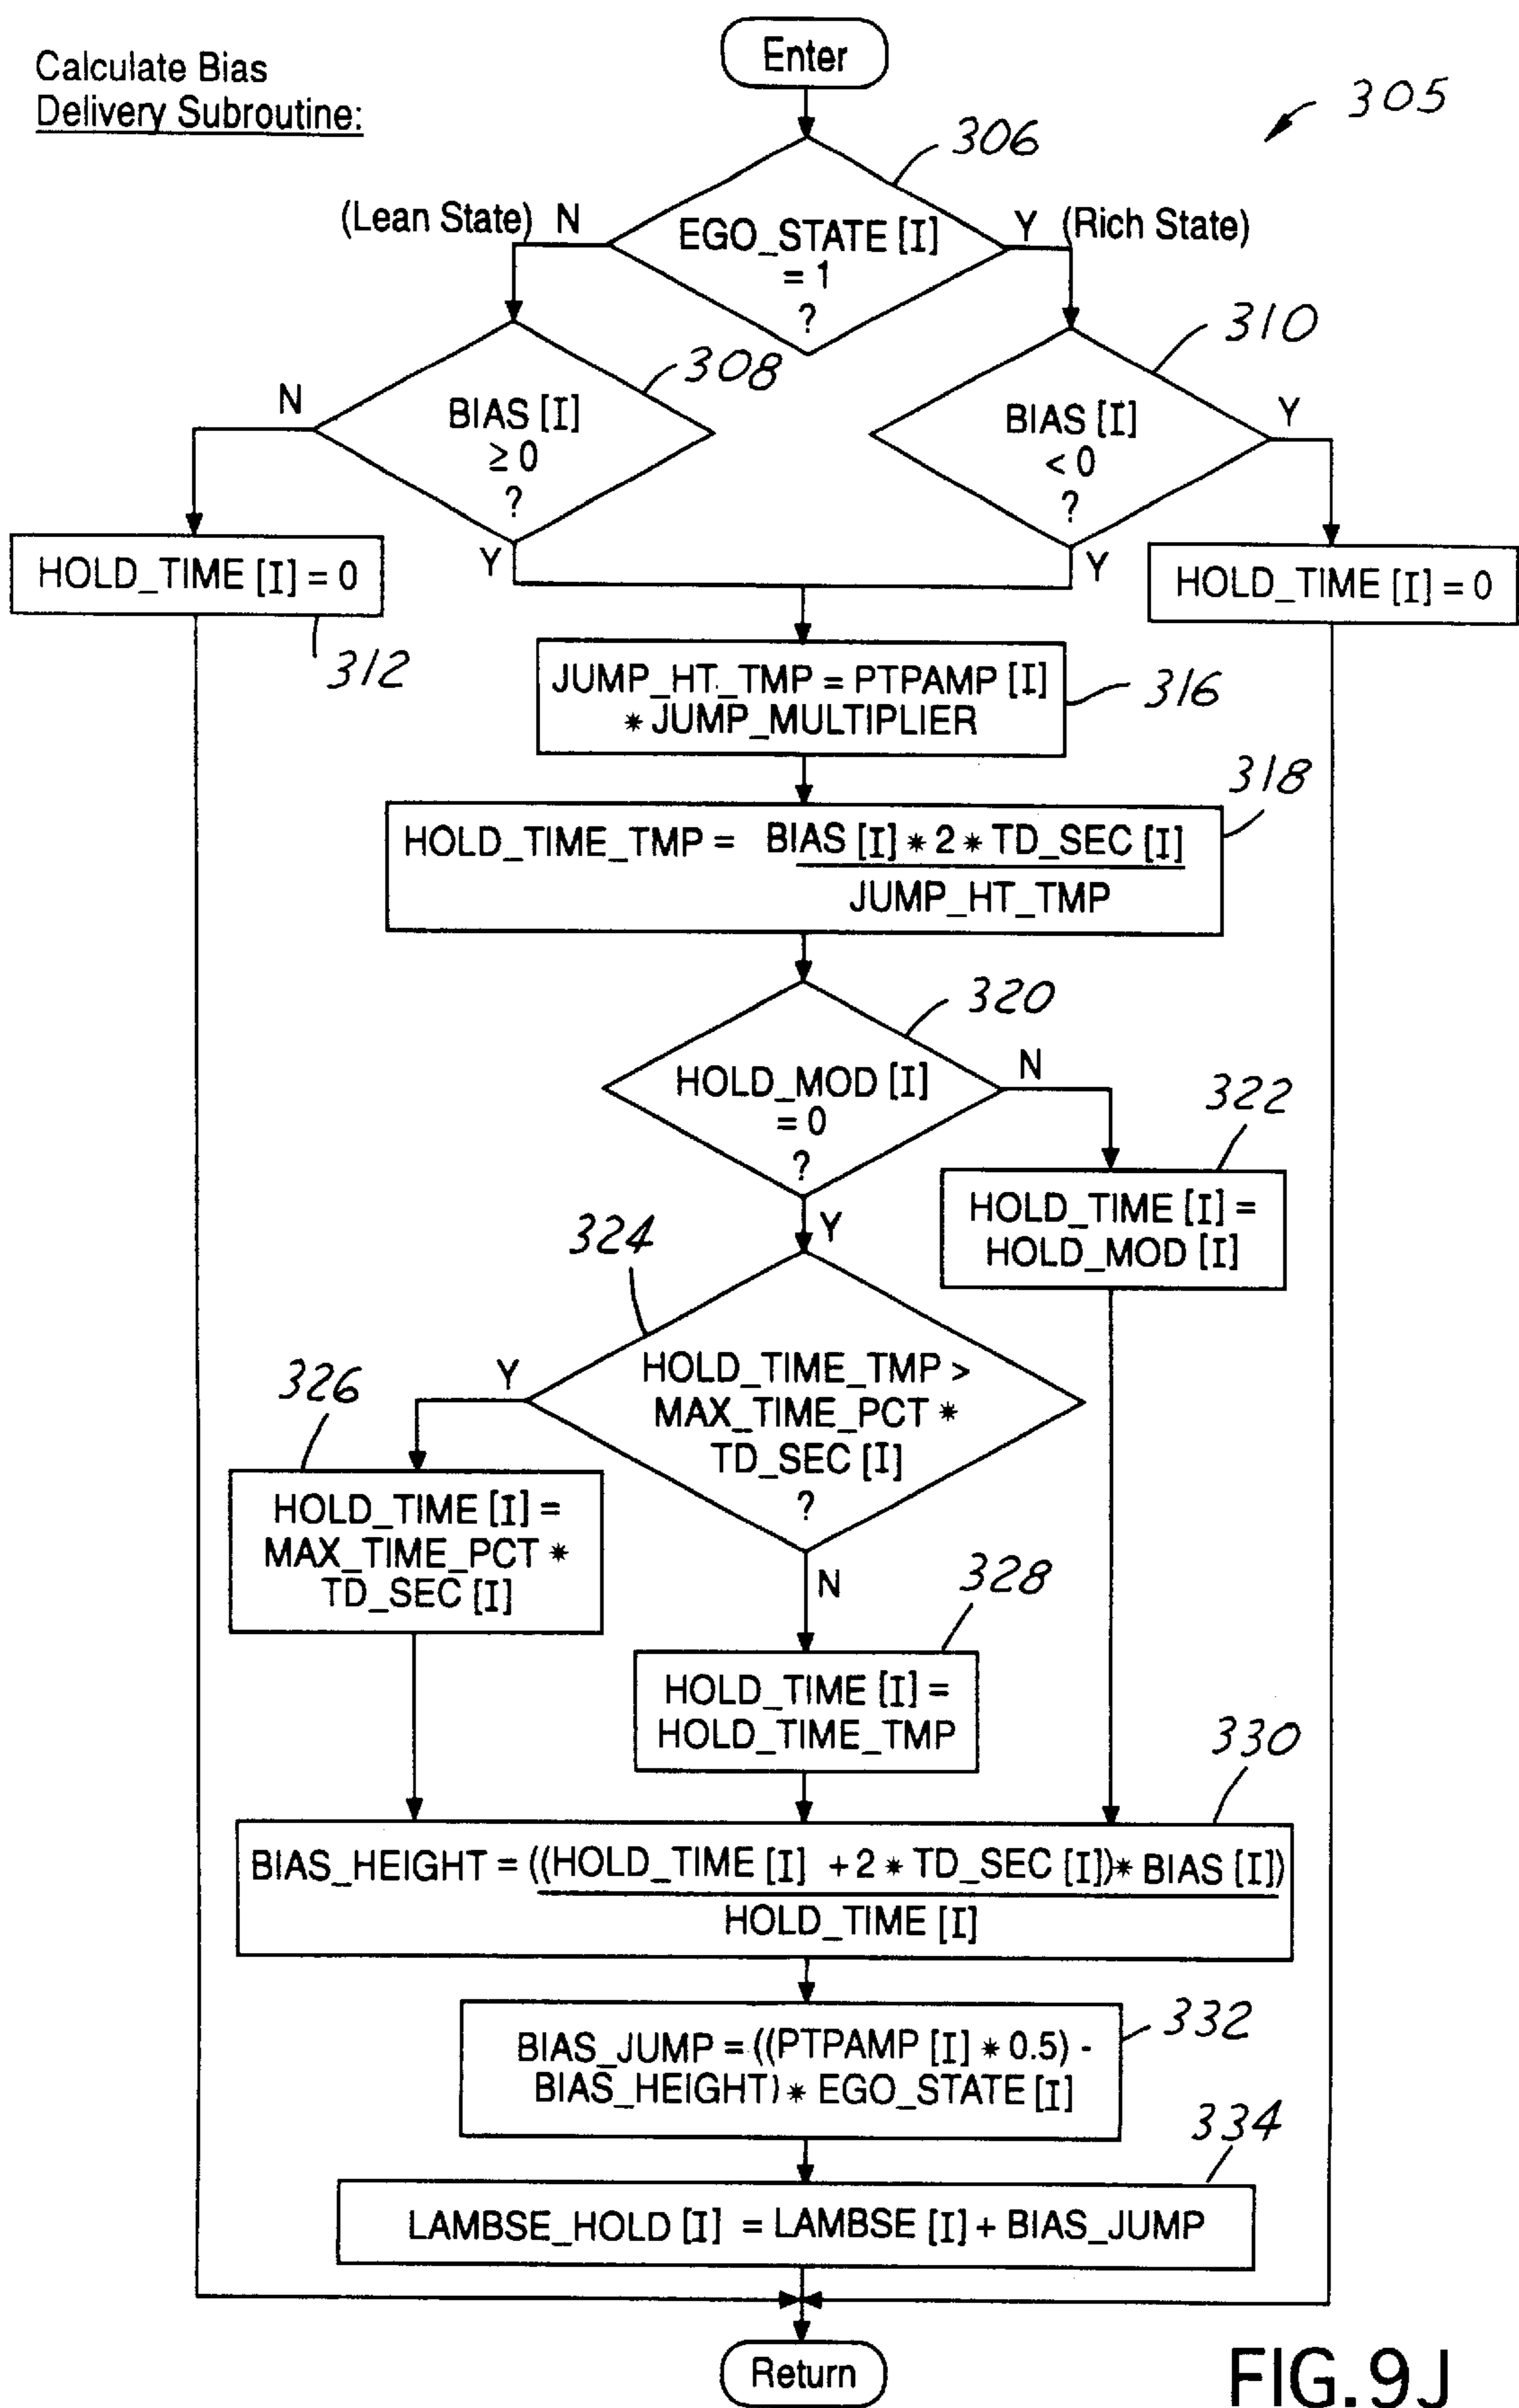 Calculate Bias
Delivery Subroutine:
Enter
305
306
(Lean State) N
EGO_STATE [I]
= 1
?
Y (Rich State)
308
310
N
BIAS [I]
≥ 0
?
Y
BIAS [I]
< 0
?
Y
Y
HOLD_TIME [I] = 0
312
HOLD_TIME [I] = 0
JUMP_HT_TMP = PTPAMP [I]
* JUMP_MULTIPLIER
316
318
HOLD_TIME_TMP = BIAS [I] * 2 * TD_SEC [I]
JUMP_HT_TMP
320
HOLD_MOD [I]
= 0
?
N
Y
322
HOLD_TIME [I] =
HOLD_MOD [I]
324
HOLD_TIME_TMP >
MAX_TIME_PCT *
TD_SEC [I]
?
Y
N
326
HOLD_TIME [I] =
MAX_TIME_PCT *
TD_SEC [I]
328
HOLD_TIME [I] =
HOLD_TIME_TMP
330
BIAS_HEIGHT = ((HOLD_TIME [I] + 2 * TD_SEC [I]) * BIAS [I])
HOLD_TIME [I]
BIAS_JUMP = ((PTPAMP [I] * 0.5) -
BIAS_HEIGHT) * EGO_STATE [I]
332
334
LAMBSE_HOLD [I] = LAMBSE [I] + BIAS_JUMP
Return
FIG.9J